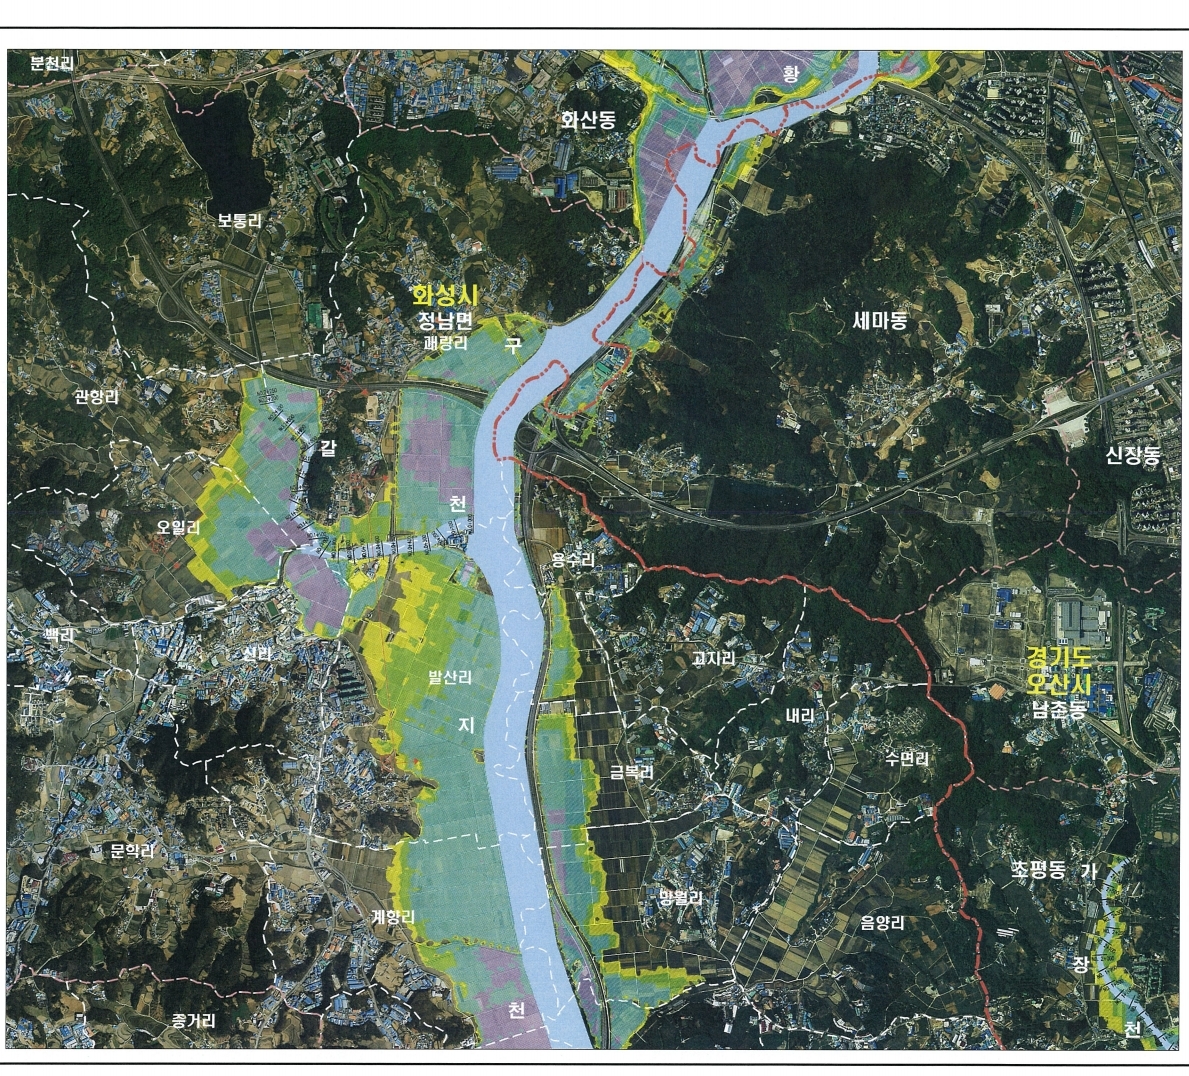 분천리
황
화산동
보통리
화성시
정남면
괘랑리
구
세마동
관항리
갈
신장동
천
오일리
용수리
백리
신리
고지리
경기도
오산시
남촌동
발산리
지
내리
수면리
금복리
문학리
초평동
가
방월리
계향리
음양리
장
증거리
천
천